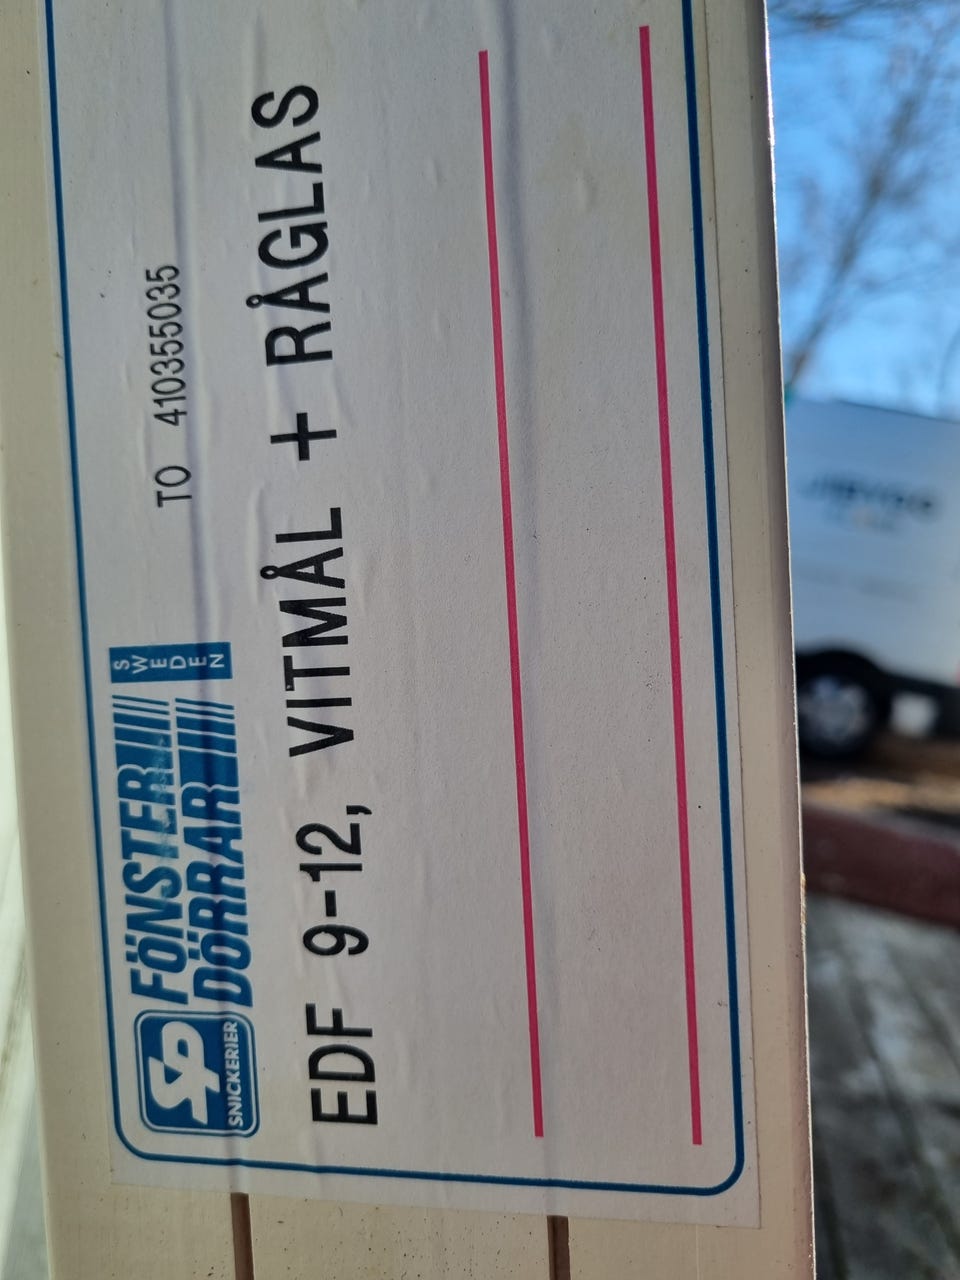 SP SNICKERIER
FÖNSTER
DÖRRAR
SWEDEN
TO 410355035
EDF 9-12, VITMÅL + RÅGLAS